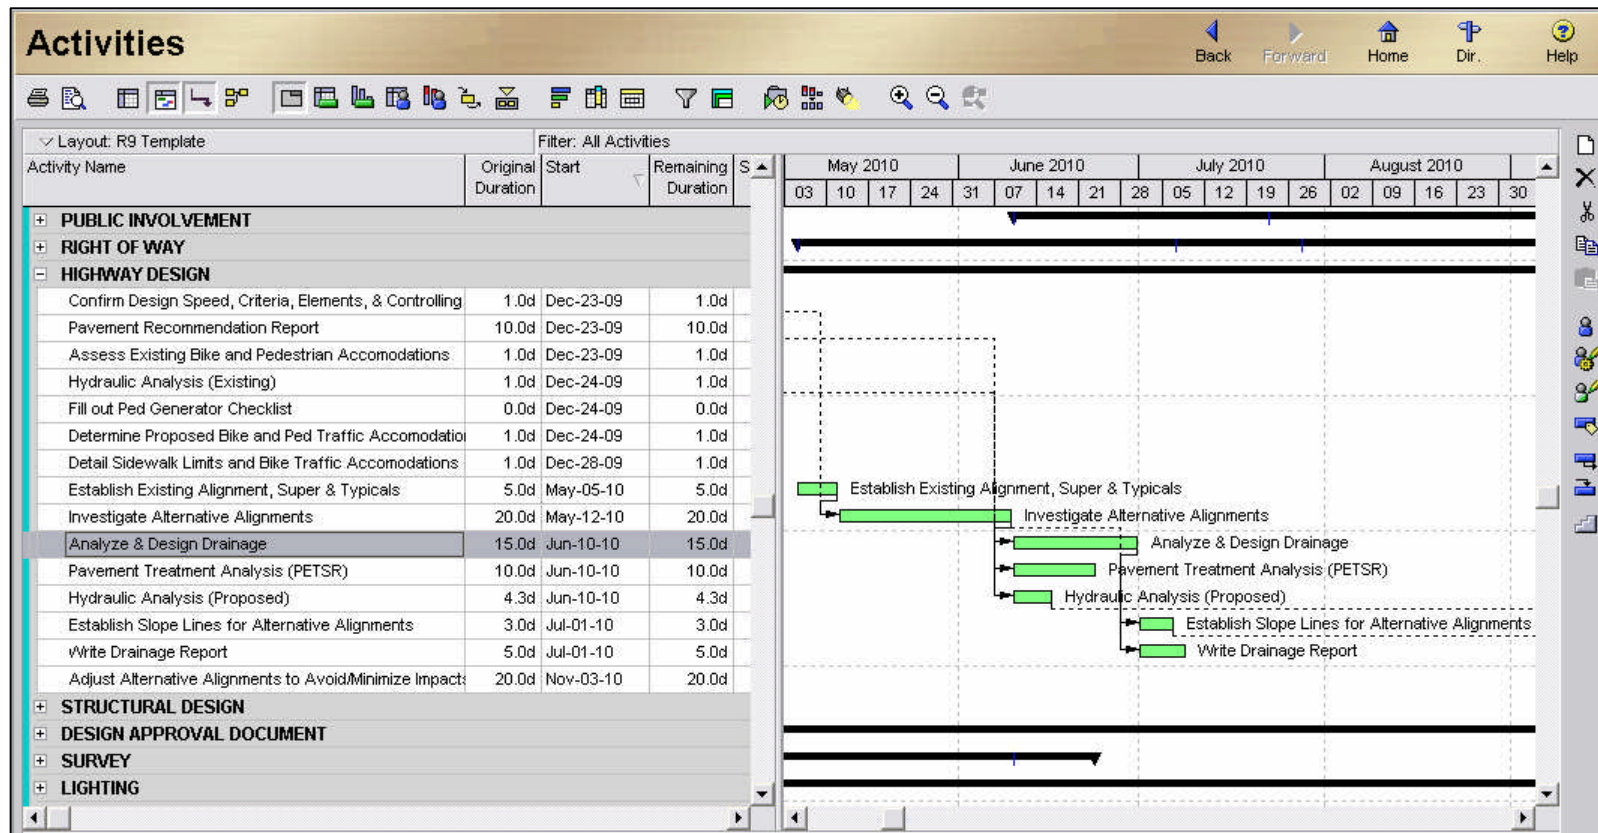 Activities
Back Forward Home Dir. Help
Layout: R9 Template Filter: All Activities
Activity Name Original Duration Start Remaining Duration S
May 2010 June 2010 July 2010 August 2010
03 10 17 24 31 07 14 21 28 05 12 19 26 02 09 16 23 30
PUBLIC INVOLVEMENT
RIGHT OF WAY
HIGHWAY DESIGN
Confirm Design Speed, Criteria, Elements, & Controlling 1.0d Dec-23-09 1.0d
Pavement Recommendation Report 10.0d Dec-23-09 10.0d
Assess Existing Bike and Pedestrian Accomodations 1.0d Dec-23-09 1.0d
Hydraulic Analysis (Existing) 1.0d Dec-24-09 1.0d
Fill out Ped Generator Checklist 0.0d Dec-24-09 0.0d
Determine Proposed Bike and Ped Traffic Accomodatio 1.0d Dec-24-09 1.0d
Detail Sidewalk Limits and Bike Traffic Accomodations 1.0d Dec-28-09 1.0d
Establish Existing Alignment, Super & Typicals 5.0d May-05-10 5.0d Establish Existing Alignment, Super & Typicals
Investigate Alternative Alignments 20.0d May-12-10 20.0d Investigate Alternative Alignments
Analyze & Design Drainage 15.0d Jun-10-10 15.0d Analyze & Design Drainage
Pavement Treatment Analysis (PETSR) 10.0d Jun-10-10 10.0d Pavement Treatment Analysis (PETSR)
Hydraulic Analysis (Proposed) 4.3d Jun-10-10 4.3d Hydraulic Analysis (Proposed)
Establish Slope Lines for Alternative Alignments 3.0d Jul-01-10 3.0d Establish Slope Lines for Alternative Alignments
Write Drainage Report 5.0d Jul-01-10 5.0d Write Drainage Report
Adjust Alternative Alignments to Avoid/Minimize Impacts 20.0d Nov-03-10 20.0d
STRUCTURAL DESIGN
DESIGN APPROVAL DOCUMENT
SURVEY
LIGHTING